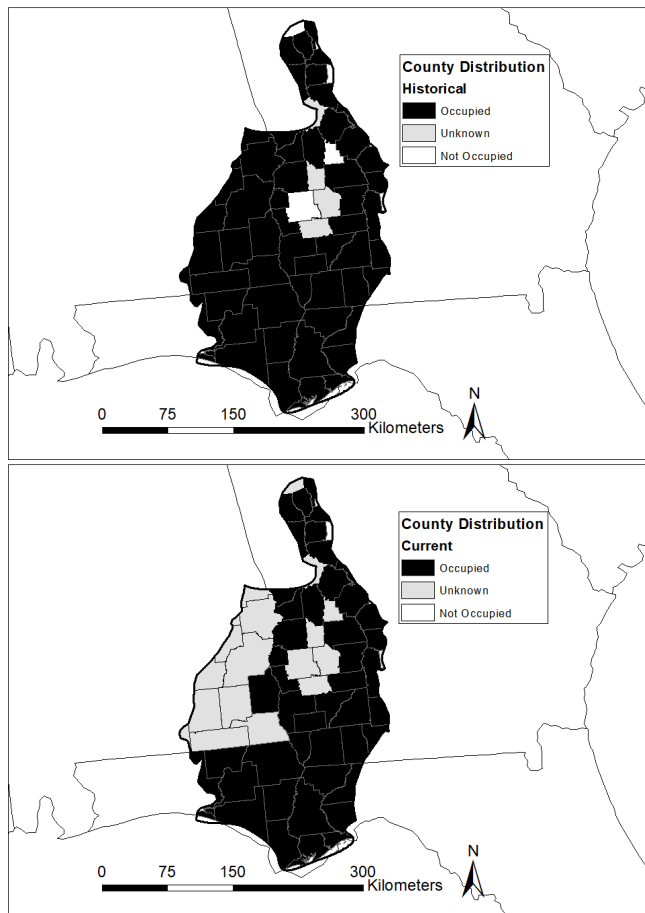 County Distribution
Historical
Occupied
Unknown
Not Occupied
N
0 75 150 300
Kilometers
County Distribution
Current
Occupied
Unknown
Not Occupied
N
0 75 150 300
Kilometers